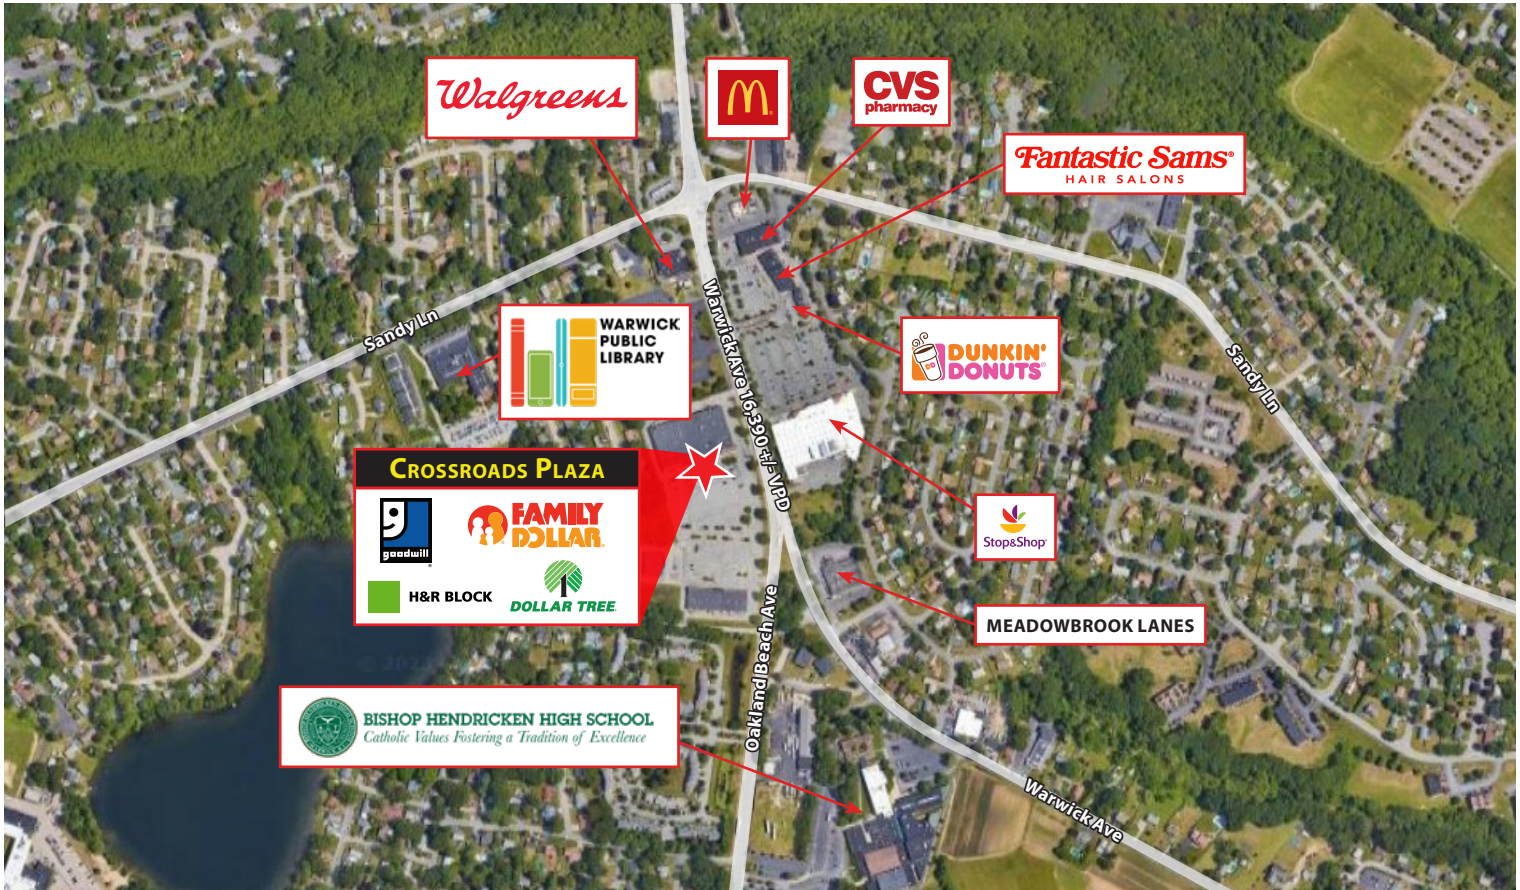 Walgreens
CVS
pharmacy
Fantastic Sams®
HAIR SALONS
Sandy Ln
WARWICK
PUBLIC
LIBRARY
Warwick Ave 16,390 +/- VPD
DUNKIN'
DONUTS®
DD
Sandy Ln
CROSSROADS PLAZA
goodwill
FAMILY
DOLLAR
H&R BLOCK
DOLLAR TREE
Stop&Shop
MEADOWBROOK LANES
Oakland Beach Ave
BISHOP HENDRICKEN HIGH SCHOOL
Catholic Values Fostering a Tradition of Excellence
Warwick Ave